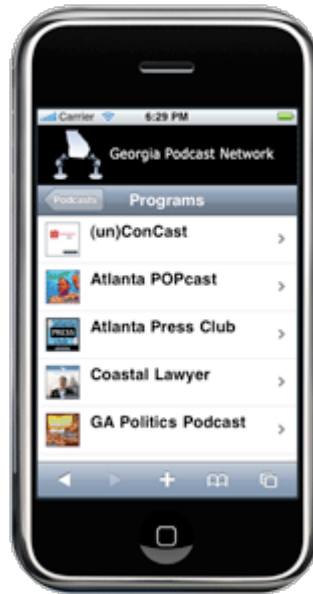 Carrier 6:29 PM
Georgia Podcast Network
Podcasts Programs
(un)ConCast
Atlanta POPcast
PRESS Atlanta Press Club
Coastal Lawyer
GA Politics Podcast